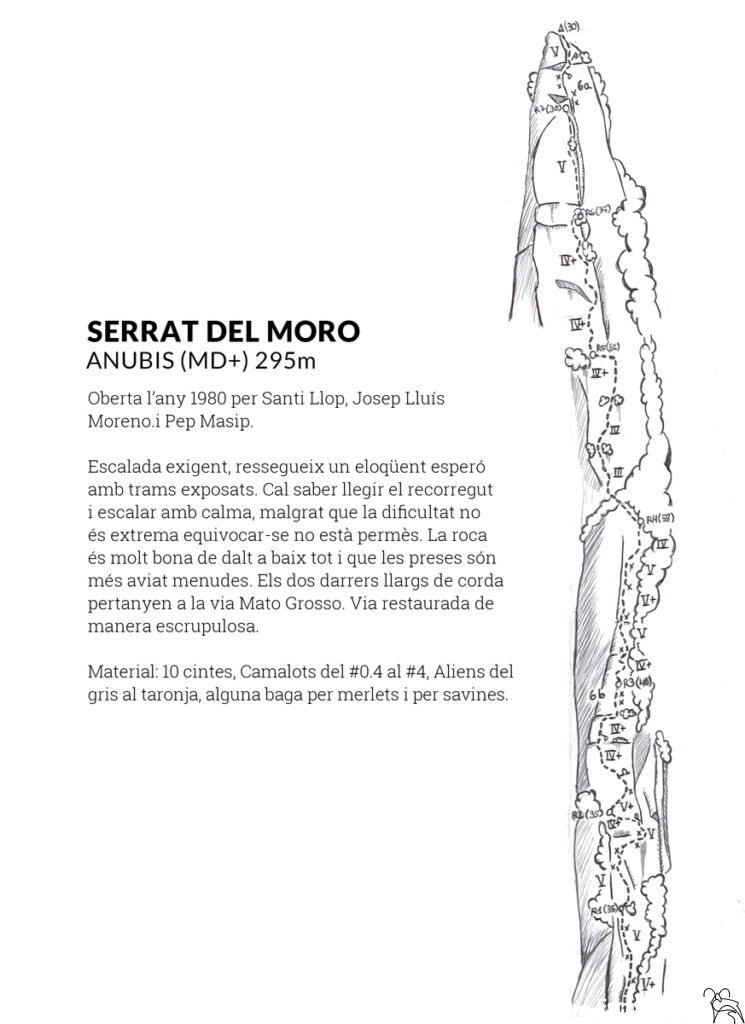 SERRAT DEL MORO
ANUBIS (MD+) 295m
Oberta l’any 1980 per Santi Llop, Josep Lluís
Moreno.i Pep Masip.
Escalada exigent, ressegueix un eloqüent esperó
amb trams exposats. Cal saber llegir el recorregut
i escalar amb calma, malgrat que la dificultat no
és extrema equivocar-se no està permès. La roca
és molt bona de dalt a baix tot i que les preses són
més aviat menudes. Els dos darrers llargs de corda
pertanyen a la via Mato Grosso. Via restaurada de
manera escrupulosa.
Material: 10 cintes, Camalots del #0.4 al #4, Aliens del
gris al taronja, alguna baga per merlets i per savines.
(30)
V
6a
R7(30)
V
R6(35)
IV+
IV+
IV+
IV
III
R4(58)
IV
V
V+
V
IV+
R3(40)
6b
IV+
IV+
V+
R2(35)
IV+
V
V
R1(35)
V
V+